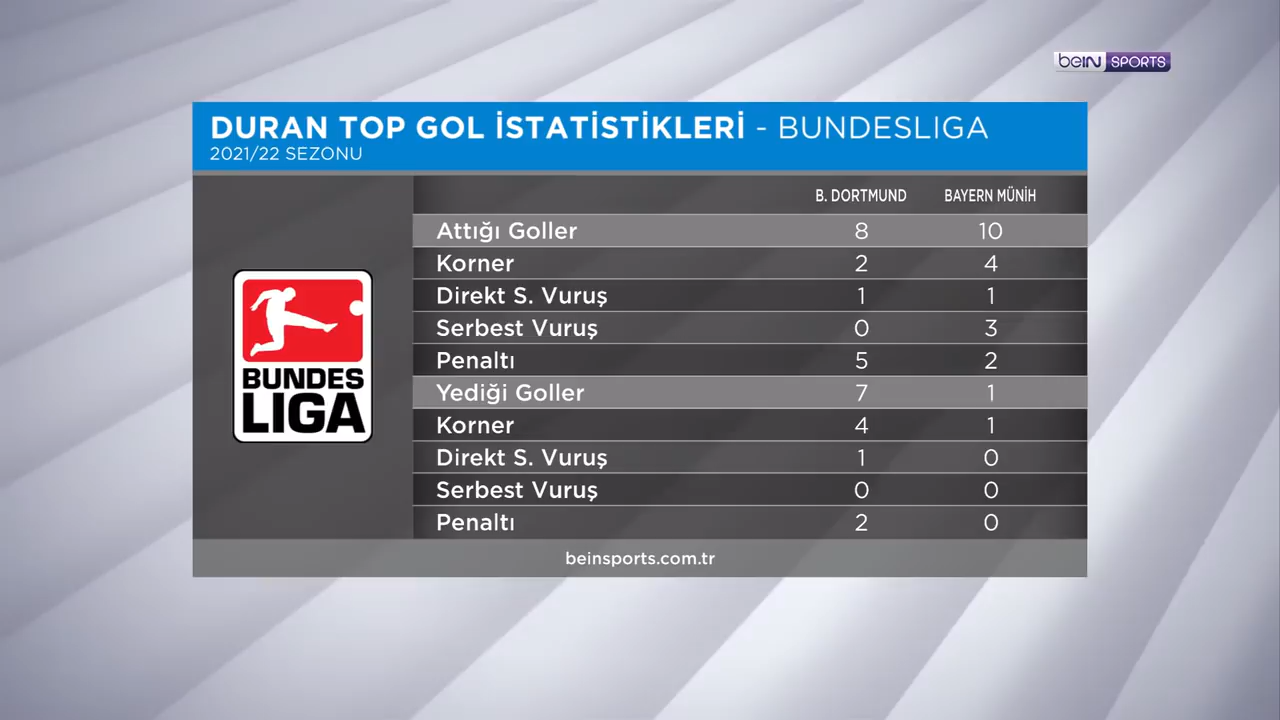 beIN SPORTS
DURAN TOP GOL İSTATİSTİKLERİ - BUNDESLIGA
2021/22 SEZONU
B. DORTMUND BAYERN MÜNİH
Attığı Goller 8 10
Korner 2 4
Direkt S. Vuruş 1 1
Serbest Vuruş 0 3
Penaltı 5 2
Yediği Goller 7 1
Korner 4 1
Direkt S. Vuruş 1 0
Serbest Vuruş 0 0
Penaltı 2 0
BUNDES
LIGA
beinsports.com.tr